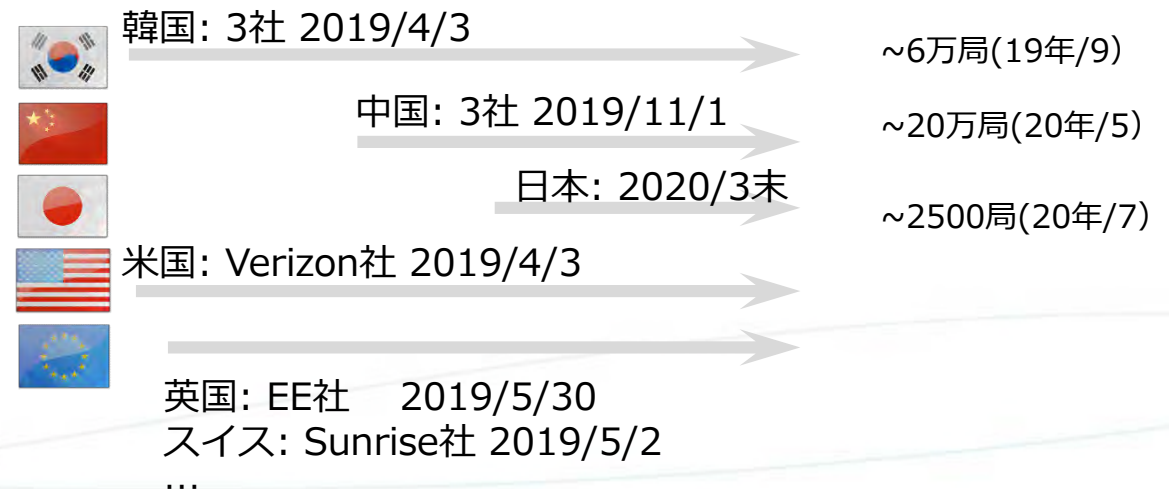 韓国: 3社 2019/4/3
~6万局(19年/9）
中国: 3社 2019/11/1
~20万局(20年/5）
日本: 2020/3末
~2500局(20年/7）
米国: Verizon社 2019/4/3
英国: EE社　2019/5/30
スイス: Sunrise社 2019/5/2
…